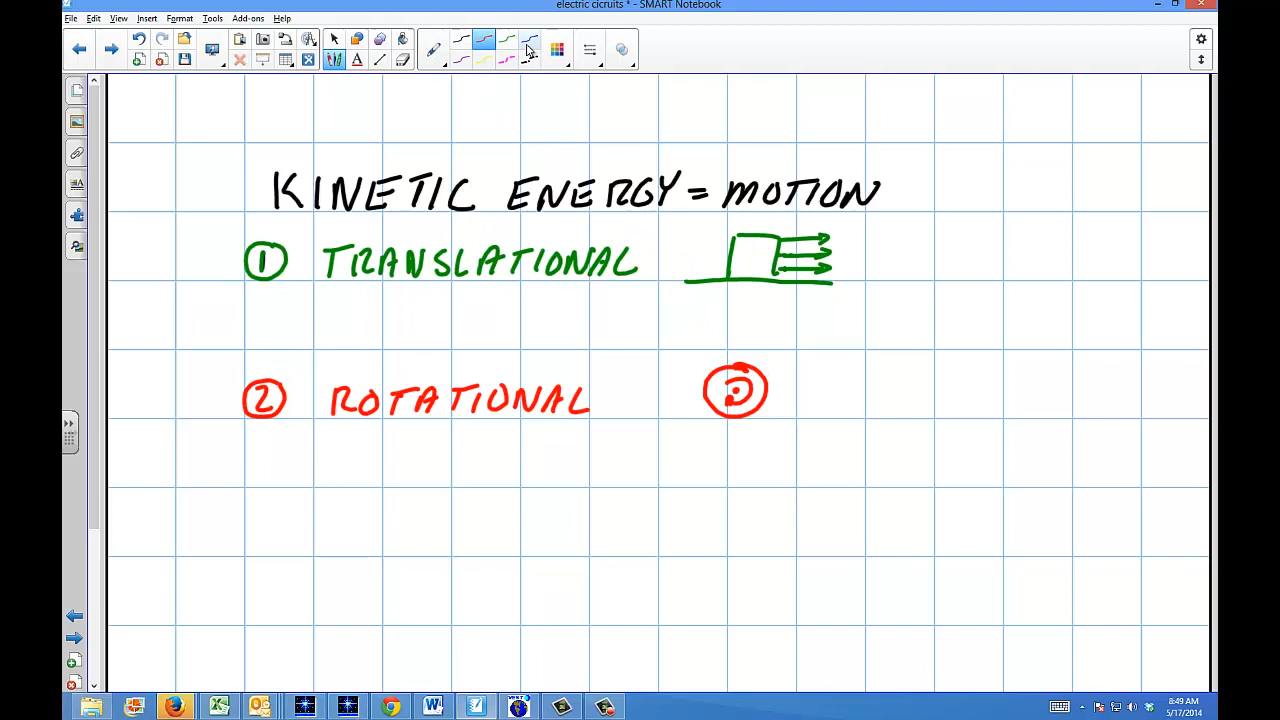 electric cicruits * - SMART Notebook
File Edit View Insert Format Tools Add-ons Help
KINETIC ENERGY = MOTION
① TRANSLATIONAL
② ROTATIONAL
8:49 AM
5/17/2014